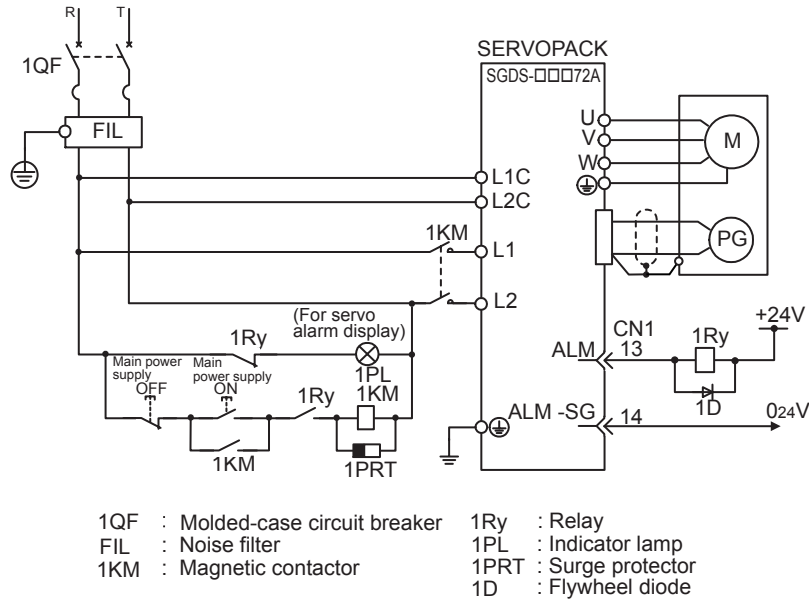 R T
1QF
FIL
SERVOPACK
SGDS-□□□72A
U
V
W
M
L1C
L2C
1KM
L1
PG
L2
(For servo
alarm display)
1Ry
1PL
Main power
supply
OFF
Main
power supply
ON
1Ry
1KM
1KM
1PRT
+24V
CN1
ALM 13
1Ry
1D
ALM -SG 14
024V
1QF : Molded-case circuit breaker
FIL : Noise filter
1KM : Magnetic contactor
1Ry : Relay
1PL : Indicator lamp
1PRT : Surge protector
1D : Flywheel diode